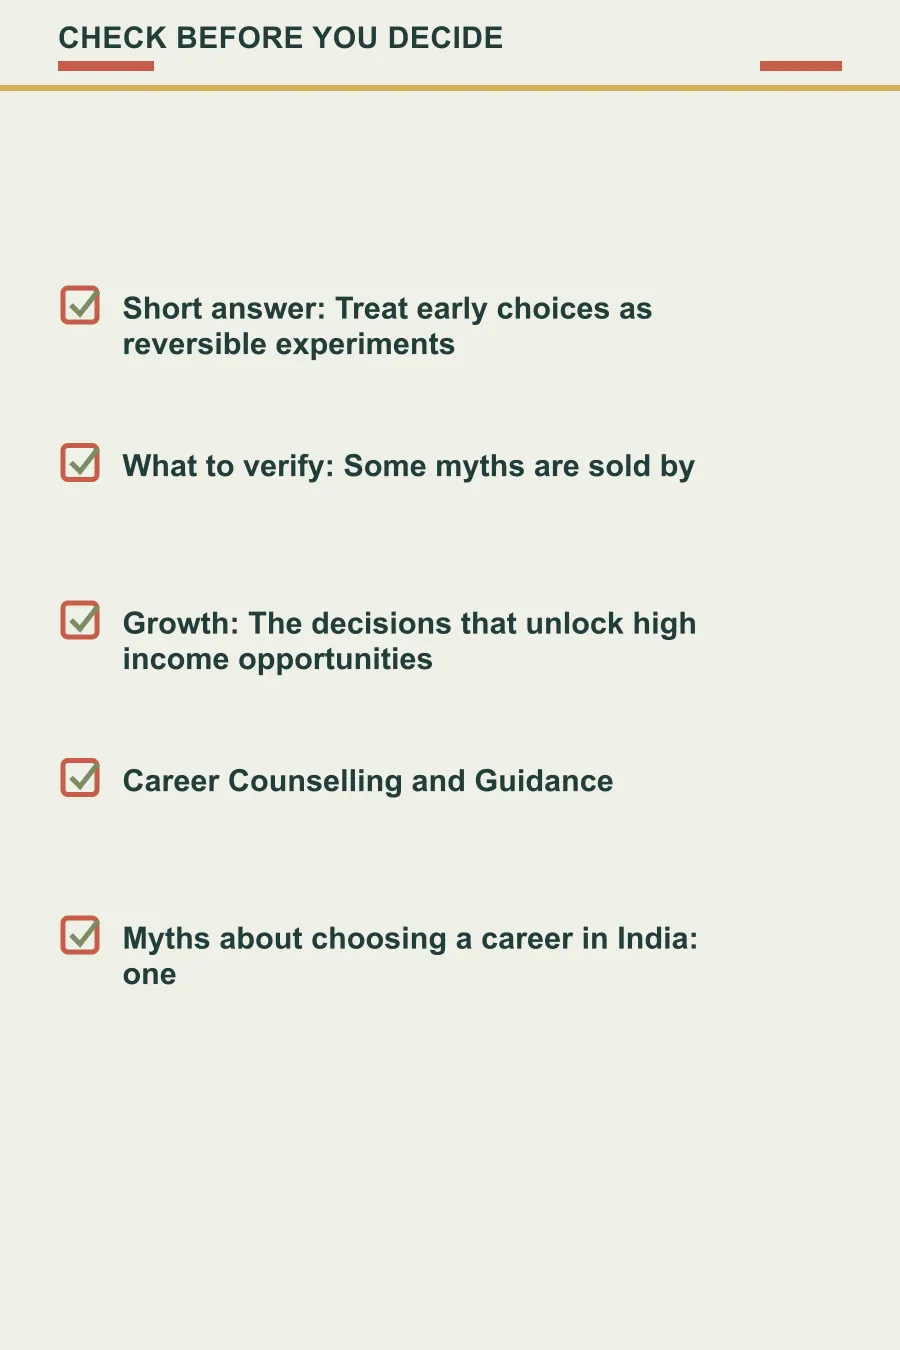 CHECK BEFORE YOU DECIDE
Short answer: Treat early choices as
reversible experiments
What to verify: Some myths are sold by
Growth: The decisions that unlock high
income opportunities
Career Counselling and Guidance
Myths about choosing a career in India:
one